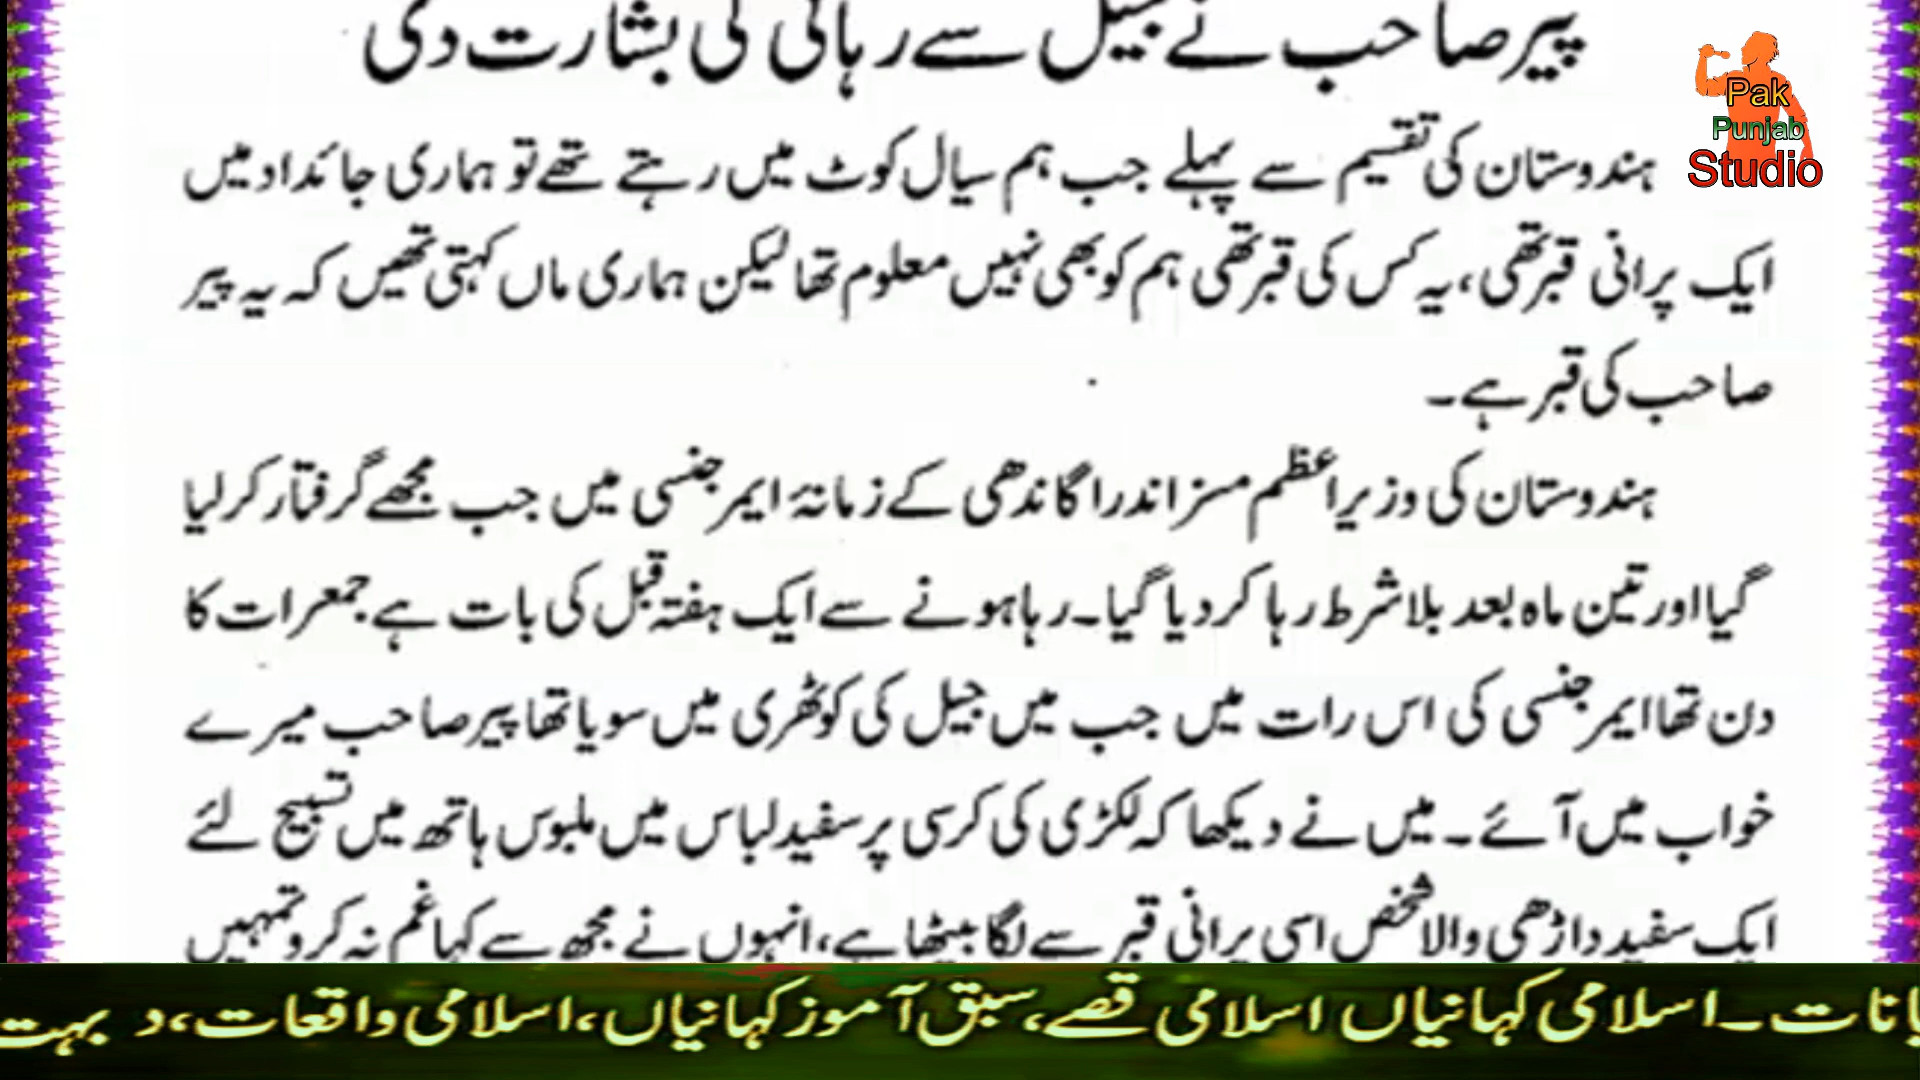 پیر صاحب نے جیل سے رہائی کی بشارت دی
Pak
Punjab
Studio
ہندوستان کی تقسیم سے پہلے جب ہم سیال کوٹ میں رہتے تھے تو ہماری جائداد میں
ایک پرانی قبر تھی، یہ کس کی قبر تھی ہم کو بھی نہیں معلوم تھا لیکن ہماری ماں کہتی تھیں کہ یہ پیر
صاحب کی قبر ہے۔
ہندوستان کی وزیر اعظم مسز اندرا گاندھی کے زمانۂ ایمرجنسی میں جب مجھے گرفتار کرلیا
گیا اور تین ماہ بعد بلا شرط رہا کر دیا گیا۔ رہا ہونے سے ایک ہفتہ قبل کی بات ہے جمعرات کا
دن تھا ایمرجنسی کی اس رات میں جب میں جیل کی کوٹھری میں سویا تھا پیر صاحب میرے
خواب میں آئے۔ میں نے دیکھا کہ لکڑی کی کرسی پر سفید لباس میں ملبوس ہاتھ میں تسبیح لئے
ایک سفید داڑھی والا شخص اسی پرانی قبر سے لگا بیٹھا ہے، انہوں نے مجھ سے کہا غم نہ کرو تمہیں
یانات۔ اسلامی کہانیاں اسلامی قصے، سبق آموز کہانیاں، اسلامی واقعات، د بہت